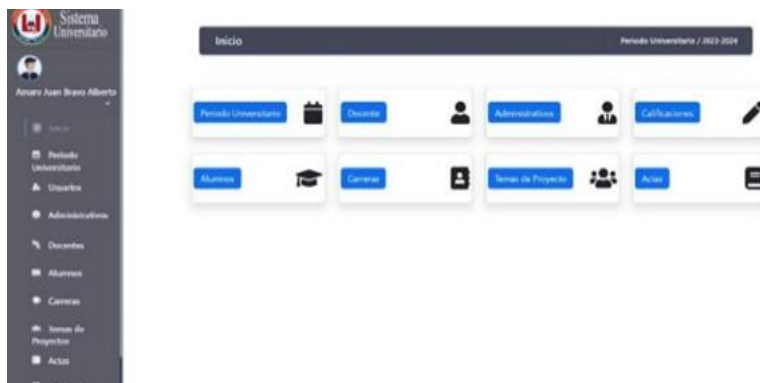 Sistema
Universitario
Amaro Juan Bravo Alberto
Inicio
Periodo
Universitario
Usuarios
Administrativos
Docentes
Alumnos
Carreras
Temas de
Proyectos
Actas
Inicio
Periodo Universitario / 2023-2024
Periodo Universitario
Docente
Administrativos
Calificaciones
Alumnos
Carreras
Temas de Proyecto
Actas